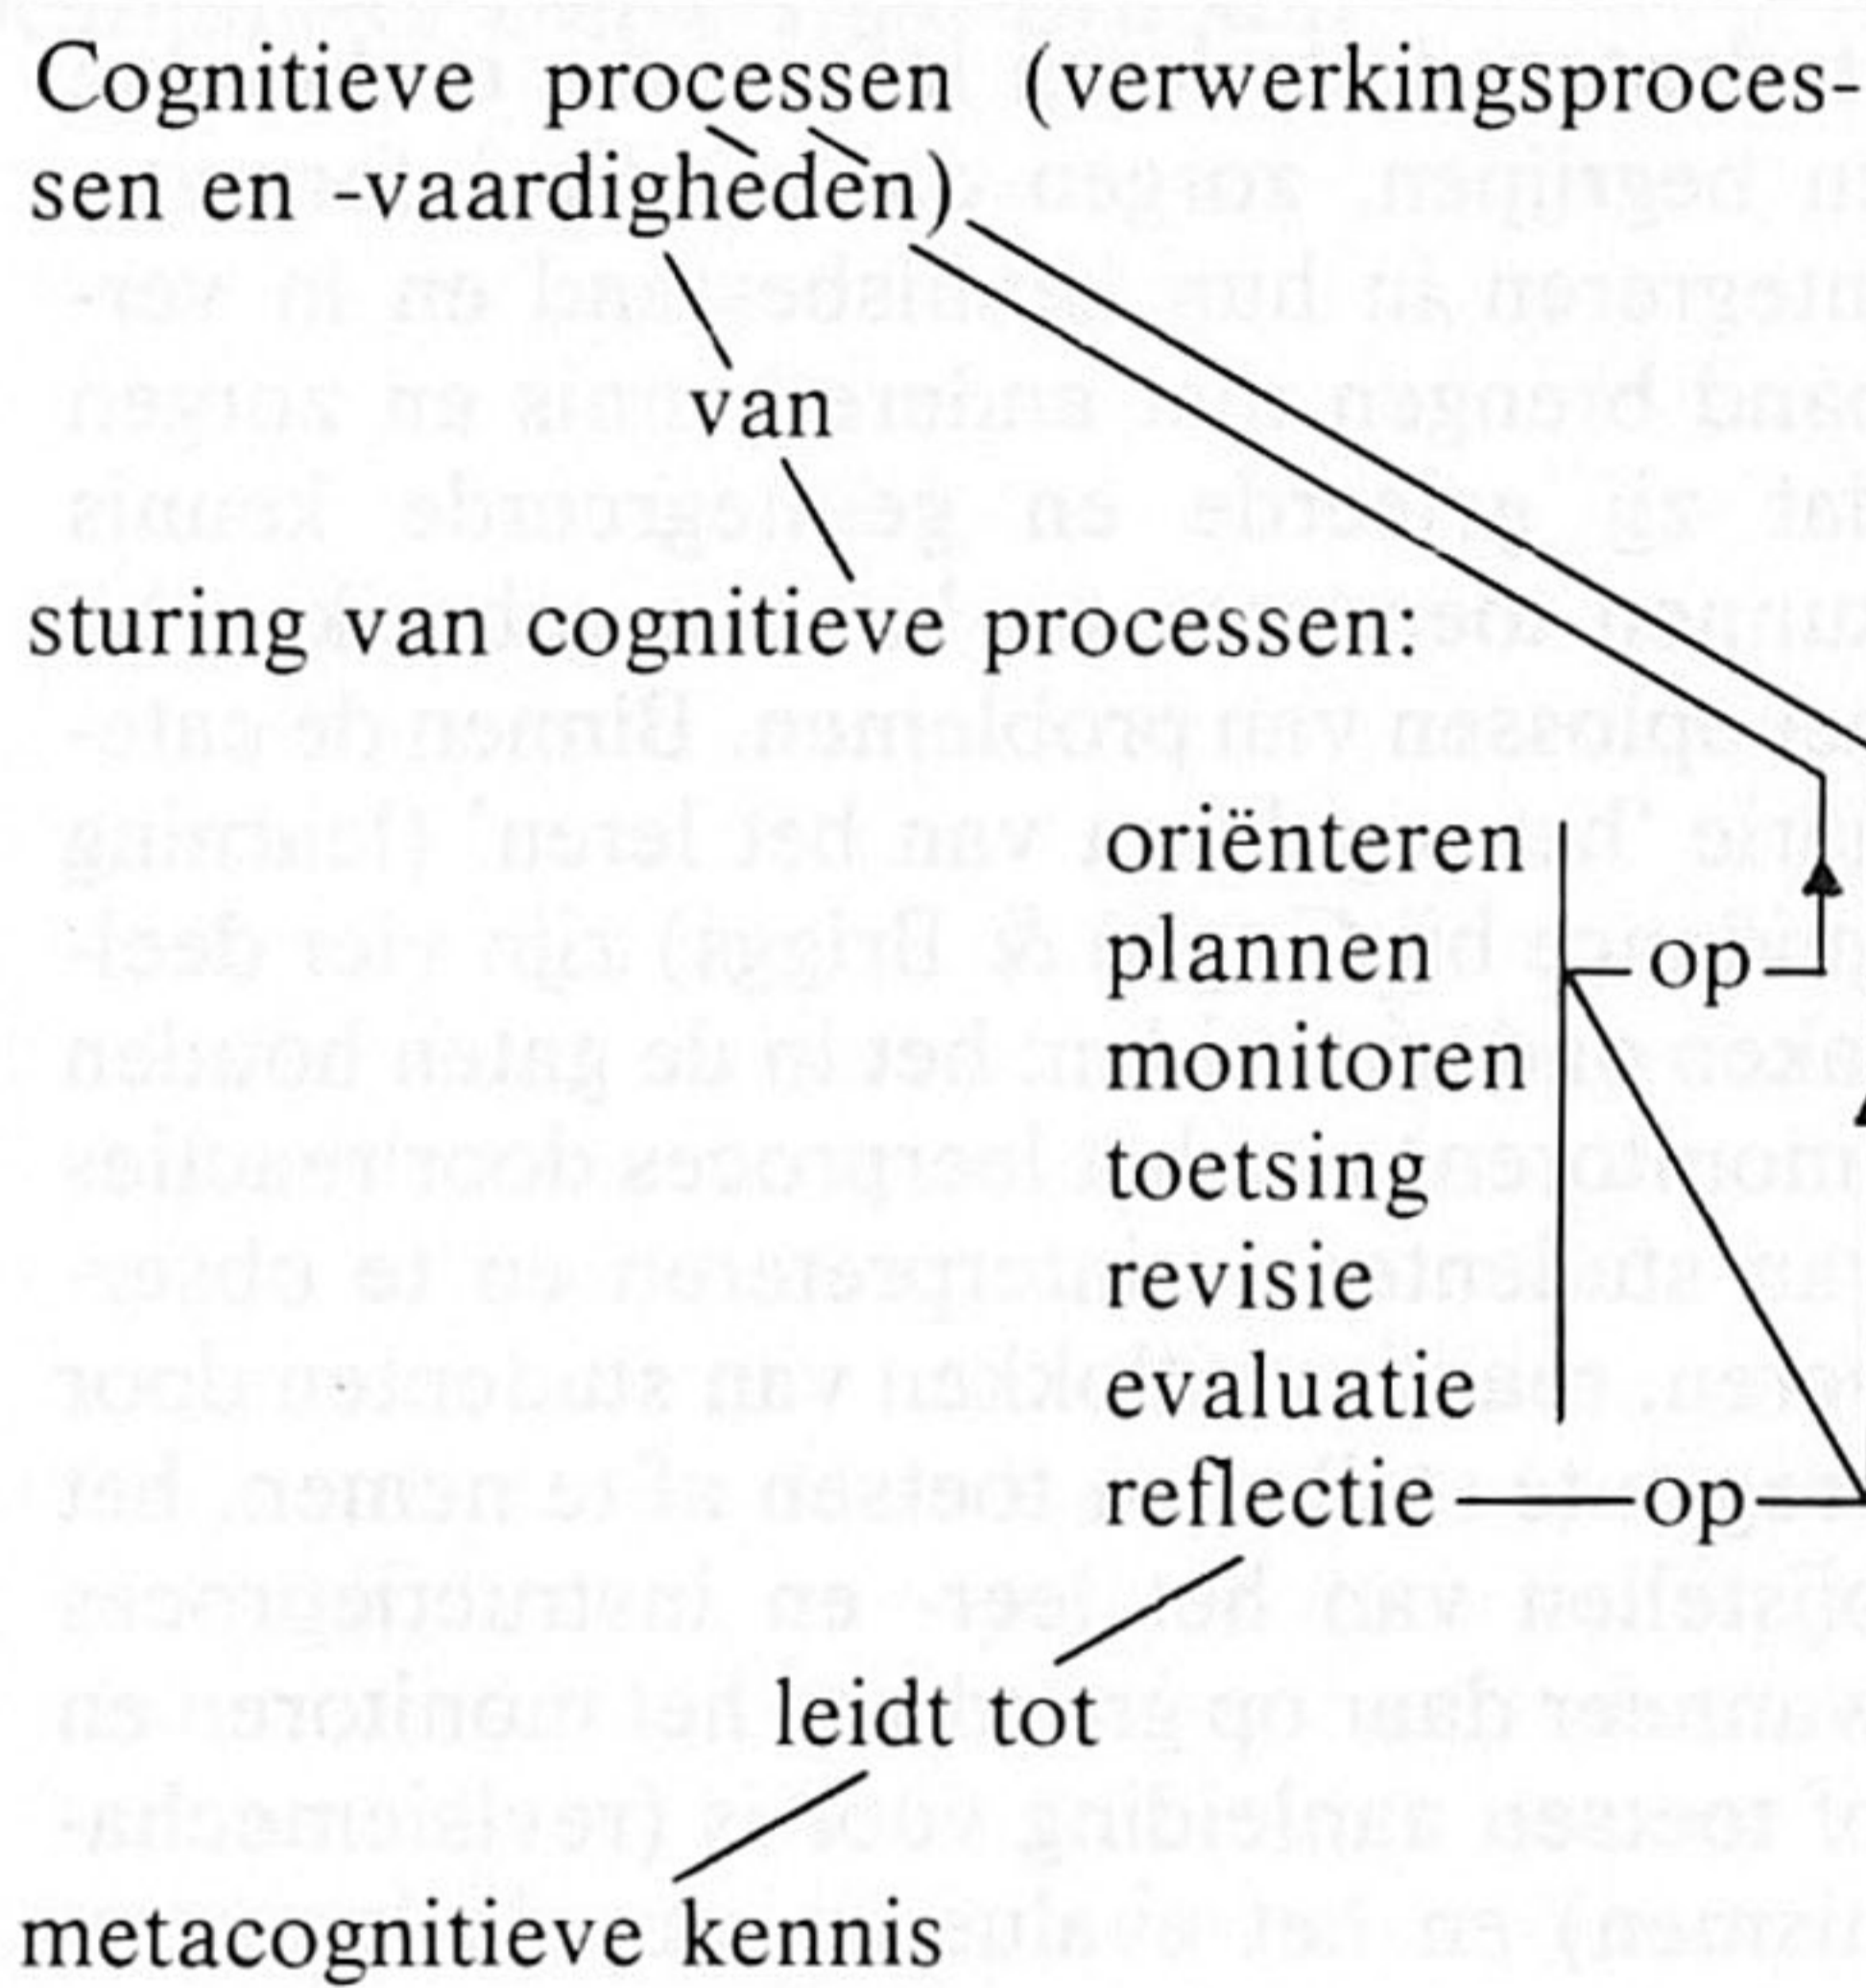 Cognitieve processen (verwerkingsproces-
sen en -vaardigheden)
van
sturing van cognitieve processen:
oriënteren
plannen
op
monitoren
toetsing
revisie
evaluatie
reflectie op
leidt tot
metacognitieve kennis